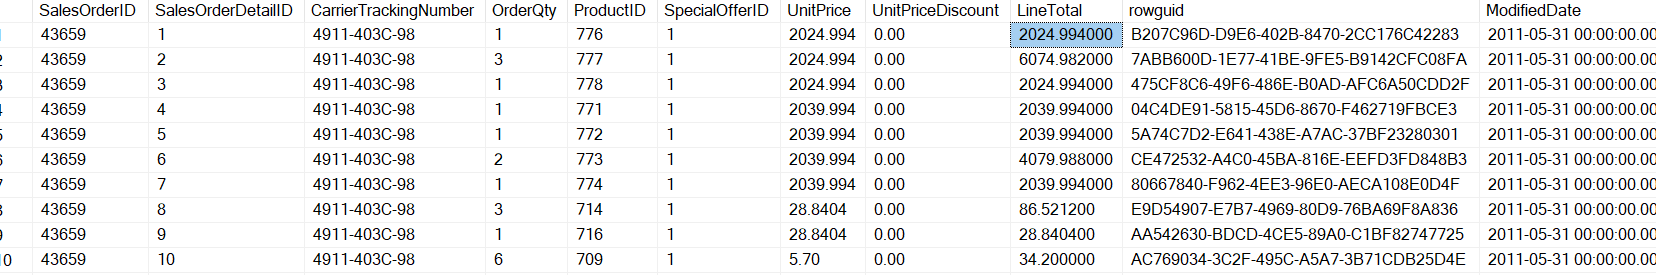 SalesOrderID SalesOrderDetailID CarrierTrackingNumber OrderQty ProductID SpecialOfferID UnitPrice UnitPriceDiscount LineTotal rowguid ModifiedDate
43659 1 4911-403C-98 1 776 1 2024.994 0.00 2024.994000 B207C96D-D9E6-402B-8470-2CC176C42283 2011-05-31 00:00:00.00
2 43659 2 4911-403C-98 3 777 1 2024.994 0.00 6074.982000 7ABB600D-1E77-41BE-9FE5-B9142CFC08FA 2011-05-31 00:00:00.00
3 43659 3 4911-403C-98 1 778 1 2024.994 0.00 2024.994000 475CF8C6-49F6-486E-B0AD-AFC6A50CDD2F 2011-05-31 00:00:00.00
4 43659 4 4911-403C-98 1 771 1 2039.994 0.00 2039.994000 04C4DE91-5815-45D6-8670-F462719FBCE3 2011-05-31 00:00:00.00
5 43659 5 4911-403C-98 1 772 1 2039.994 0.00 2039.994000 5A74C7D2-E641-438E-A7AC-37BF23280301 2011-05-31 00:00:00.00
6 43659 6 4911-403C-98 2 773 1 2039.994 0.00 4079.988000 CE472532-A4C0-45BA-816E-EEFD3FD848B3 2011-05-31 00:00:00.00
7 43659 7 4911-403C-98 1 774 1 2039.994 0.00 2039.994000 80667840-F962-4EE3-96E0-AECA108E0D4F 2011-05-31 00:00:00.00
8 43659 8 4911-403C-98 3 714 1 28.8404 0.00 86.521200 E9D54907-E7B7-4969-80D9-76BA69F8A836 2011-05-31 00:00:00.00
9 43659 9 4911-403C-98 1 716 1 28.8404 0.00 28.840400 AA542630-BDCD-4CE5-89A0-C1BF82747725 2011-05-31 00:00:00.00
10 43659 10 4911-403C-98 6 709 1 5.70 0.00 34.200000 AC769034-3C2F-495C-A5A7-3B71CDB25D4E 2011-05-31 00:00:00.00